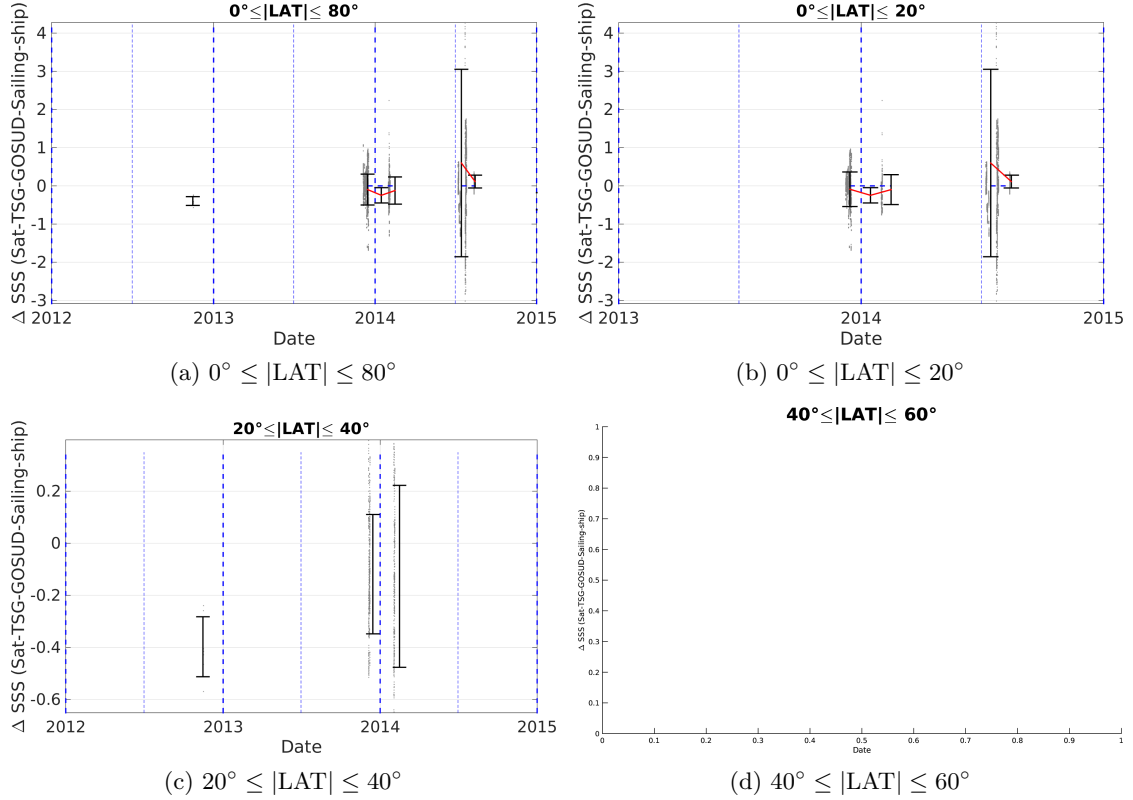 0°≤|LAT|≤ 80°
Δ SSS (Sat-TSG-GOSUD-Sailing-ship)
4
3
2
1
0
-1
-2
-3
2012 2013 2014 2015
Date
(a) 0° ≤ |LAT| ≤ 80°
0°≤|LAT|≤ 20°
Δ SSS (Sat-TSG-GOSUD-Sailing-ship)
4
3
2
1
0
-1
-2
-3
2013 2014 2015
Date
(b) 0° ≤ |LAT| ≤ 20°
20°≤|LAT|≤ 40°
Δ SSS (Sat-TSG-GOSUD-Sailing-ship)
0.2
0
-0.2
-0.4
-0.6
2012 2013 2014 2015
Date
(c) 20° ≤ |LAT| ≤ 40°
40°≤|LAT|≤ 60°
Δ SSS (Sat-TSG-GOSUD-Sailing-ship)
1
0.9
0.8
0.7
0.6
0.5
0.4
0.3
0.2
0.1
0
0 0.1 0.2 0.3 0.4 0.5 0.6 0.7 0.8 0.9 1
Date
(d) 40° ≤ |LAT| ≤ 60°